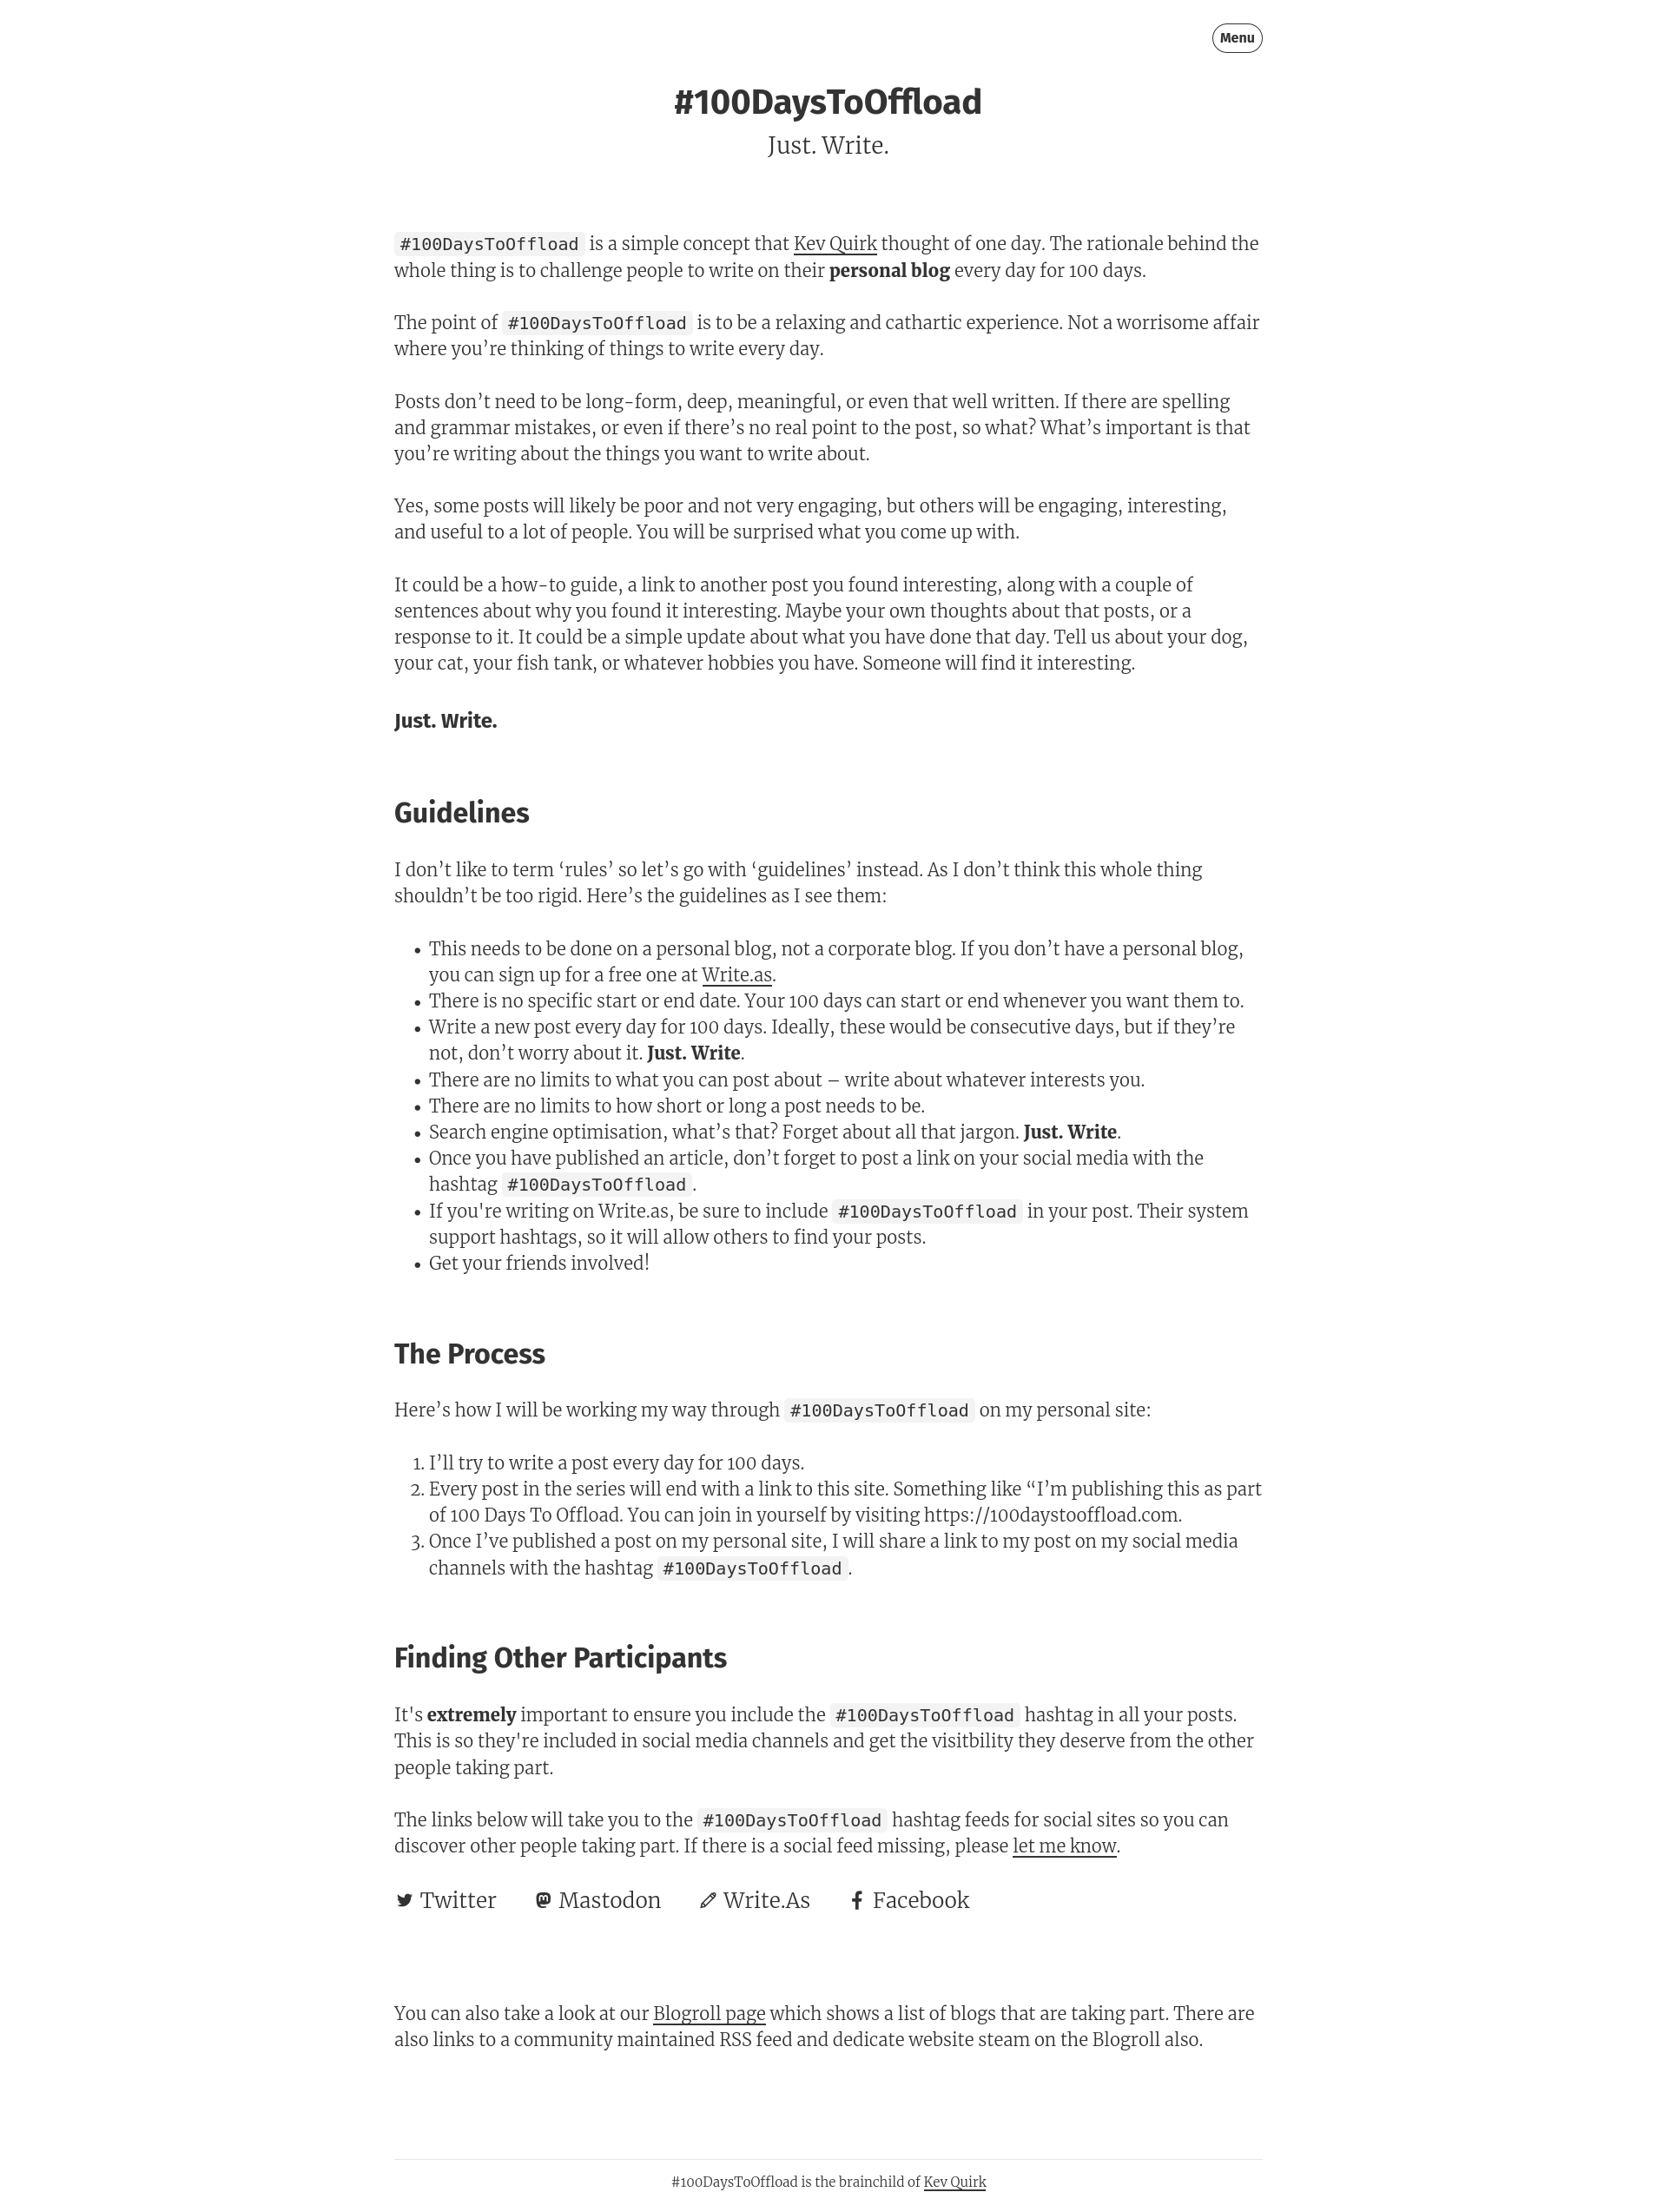 Menu
#100DaysToOffload
Just. Write.
#100DaysToOffload is a simple concept that Kev Quirk thought of one day. The rationale behind the
whole thing is to challenge people to write on their personal blog every day for 100 days.
The point of #100DaysToOffload is to be a relaxing and cathartic experience. Not a worrisome affair
where you’re thinking of things to write every day.
Posts don’t need to be long-form, deep, meaningful, or even that well written. If there are spelling
and grammar mistakes, or even if there’s no real point to the post, so what? What’s important is that
you’re writing about the things you want to write about.
Yes, some posts will likely be poor and not very engaging, but others will be engaging, interesting,
and useful to a lot of people. You will be surprised what you come up with.
It could be a how-to guide, a link to another post you found interesting, along with a couple of
sentences about why you found it interesting. Maybe your own thoughts about that posts, or a
response to it. It could be a simple update about what you have done that day. Tell us about your dog,
your cat, your fish tank, or whatever hobbies you have. Someone will find it interesting.
Just. Write.
Guidelines
I don’t like to term ‘rules’ so let’s go with ‘guidelines’ instead. As I don’t think this whole thing
shouldn’t be too rigid. Here’s the guidelines as I see them:
• This needs to be done on a personal blog, not a corporate blog. If you don’t have a personal blog,
you can sign up for a free one at Write.as.
• There is no specific start or end date. Your 100 days can start or end whenever you want them to.
• Write a new post every day for 100 days. Ideally, these would be consecutive days, but if they’re
not, don’t worry about it. Just. Write.
• There are no limits to what you can post about – write about whatever interests you.
• There are no limits to how short or long a post needs to be.
• Search engine optimisation, what’s that? Forget about all that jargon. Just. Write.
• Once you have published an article, don’t forget to post a link on your social media with the
hashtag #100DaysToOffload.
• If you're writing on Write.as, be sure to include #100DaysToOffload in your post. Their system
support hashtags, so it will allow others to find your posts.
• Get your friends involved!
The Process
Here’s how I will be working my way through #100DaysToOffload on my personal site:
1. I’ll try to write a post every day for 100 days.
2. Every post in the series will end with a link to this site. Something like “I’m publishing this as part
of 100 Days To Offload. You can join in yourself by visiting https://100daystooffload.com.
3. Once I’ve published a post on my personal site, I will share a link to my post on my social media
channels with the hashtag #100DaysToOffload.
Finding Other Participants
It's extremely important to ensure you include the #100DaysToOffload hashtag in all your posts.
This is so they're included in social media channels and get the visitbility they deserve from the other
people taking part.
The links below will take you to the #100DaysToOffload hashtag feeds for social sites so you can
discover other people taking part. If there is a social feed missing, please let me know.
Twitter Mastodon Write.As Facebook
You can also take a look at our Blogroll page which shows a list of blogs that are taking part. There are
also links to a community maintained RSS feed and dedicate website steam on the Blogroll also.
#100DaysToOffload is the brainchild of Kev Quirk